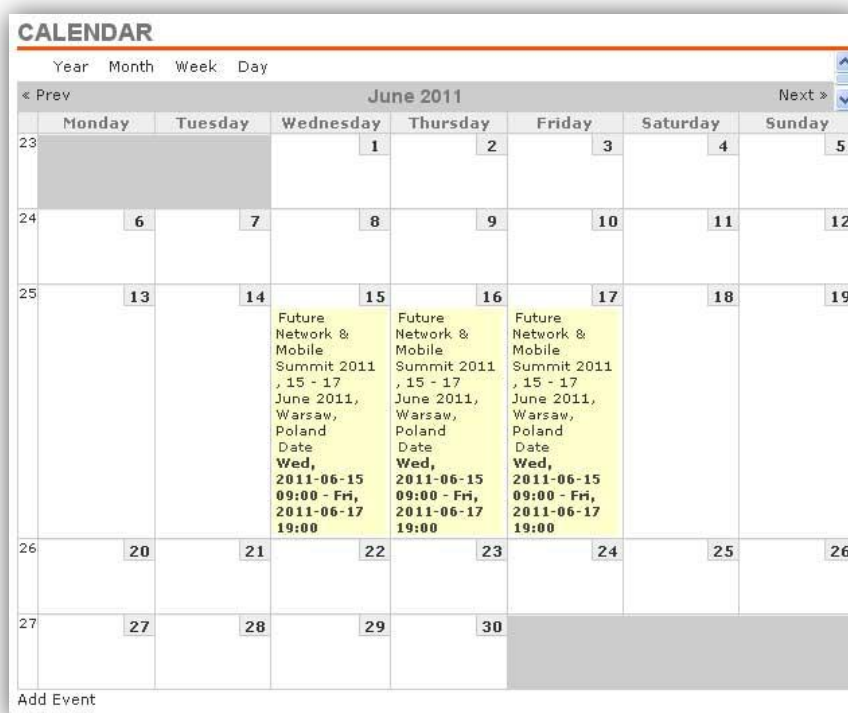 CALENDAR
Year Month Week Day
« Prev June 2011 Next »
Monday Tuesday Wednesday Thursday Friday Saturday Sunday
23 1 2 3 4 5
24 6 7 8 9 10 11 12
25 13 14 15 16 17 18 19
Future Future Future
Network & Network & Network &
Mobile Mobile Mobile
Summit 2011 Summit 2011 Summit 2011
, 15 - 17 , 15 - 17 , 15 - 17
June 2011, June 2011, June 2011,
Warsaw, Warsaw, Warsaw,
Poland Poland Poland
Date Date Date
Wed, Wed, Wed,
2011-06-15 2011-06-15 2011-06-15
09:00 - Fri, 09:00 - Fri, 09:00 - Fri,
2011-06-17 2011-06-17 2011-06-17
19:00 19:00 19:00
26 20 21 22 23 24 25 26
27 27 28 29 30
Add Event